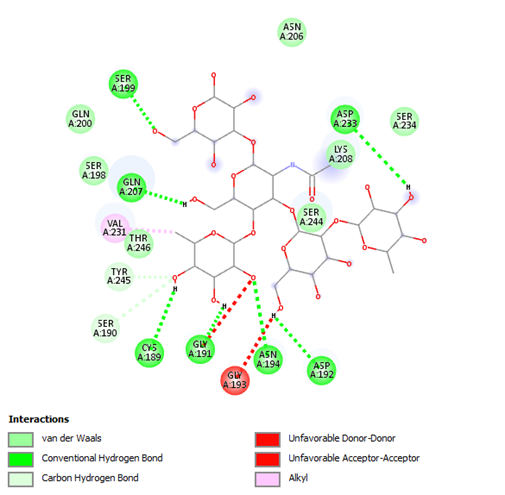 ASN
A:206
SER
A:199
ASP
A:233
SER
A:234
GLN
A:200
LYS
A:208
SER
A:198
GLN
A:207
H
H
SER
A:244
VAL
A:231
THR
A:246
TYR
A:245
H
H
H
SER
A:190
CYS
A:189
GLY
A:191
ASN
A:194
ASP
A:192
GLY
A:193
Interactions
van der Waals
Conventional Hydrogen Bond
Carbon Hydrogen Bond
Unfavorable Donor-Donor
Unfavorable Acceptor-Acceptor
Alkyl